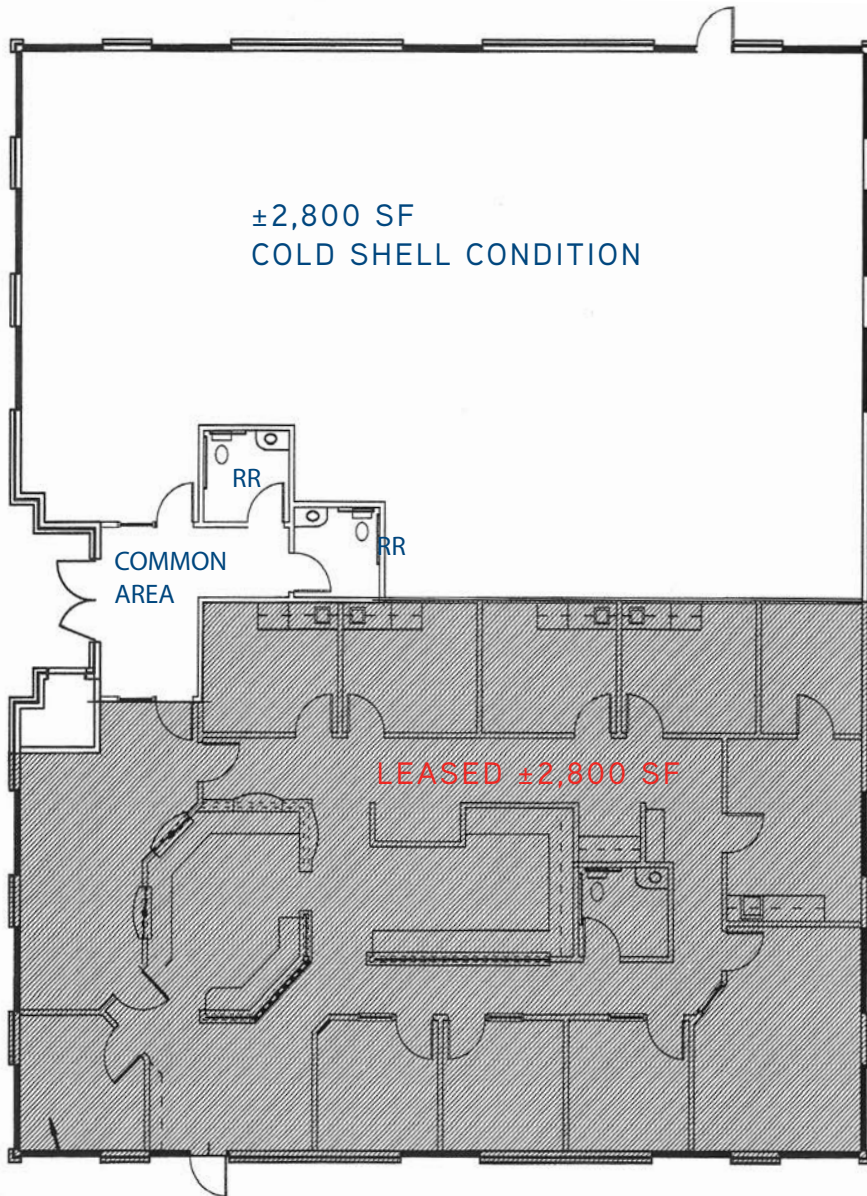 ±2,800 SF
COLD SHELL CONDITION
RR
RR
COMMON
AREA
LEASED ±2,800 SF